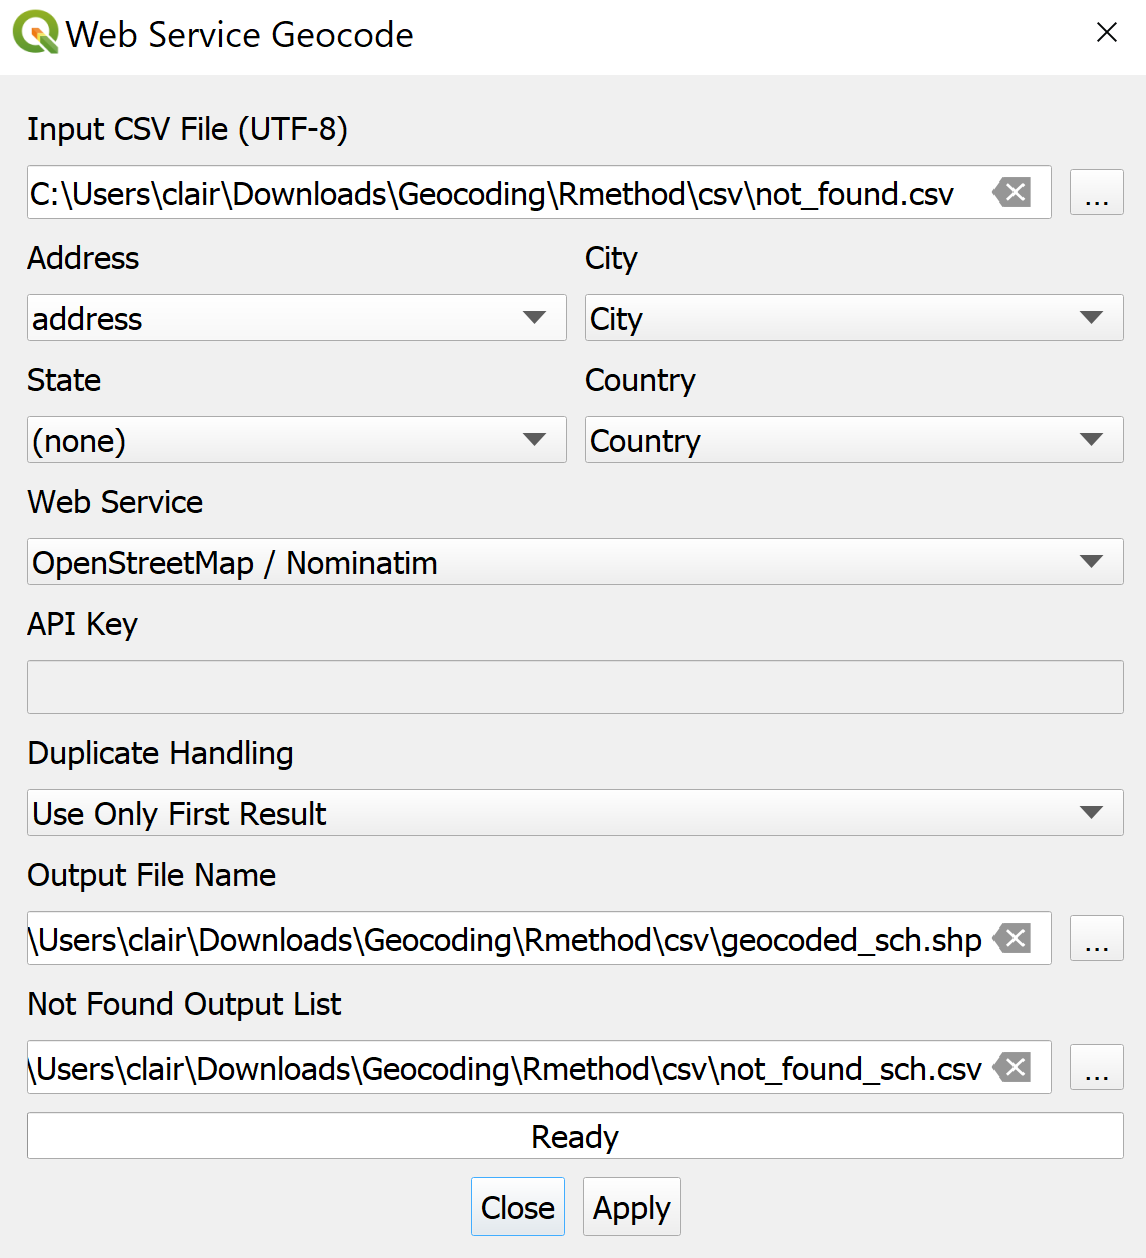 Web Service Geocode
Input CSV File (UTF-8)
C:\Users\clair\Downloads\Geocoding\Rmethod\csv\not_found.csv
...
Address City
address City
State Country
(none) Country
Web Service
OpenStreetMap / Nominatim
API Key
Duplicate Handling
Use Only First Result
Output File Name
\Users\clair\Downloads\Geocoding\Rmethod\csv\geocoded_sch.shp
...
Not Found Output List
\Users\clair\Downloads\Geocoding\Rmethod\csv\not_found_sch.csv
...
Ready
Close Apply